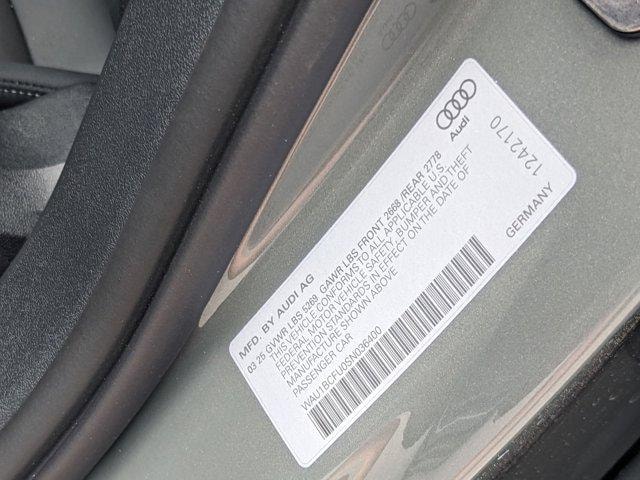 MFD. BY AUDI AG
03 25 GVWR LBS 5269 GAWR LBS FRONT 2668 /REAR 2778
THIS VEHICLE CONFORMS TO ALL APPLICABLE U.S.
FEDERAL MOTOR VEHICLE SAFETY, BUMPER AND THEFT
PREVENTION STANDARDS IN EFFECT ON THE DATE OF
MANUFACTURE SHOWN ABOVE
PASSENGER CAR
WAU1BCFU0SN036400
Audi
1242170
GERMANY